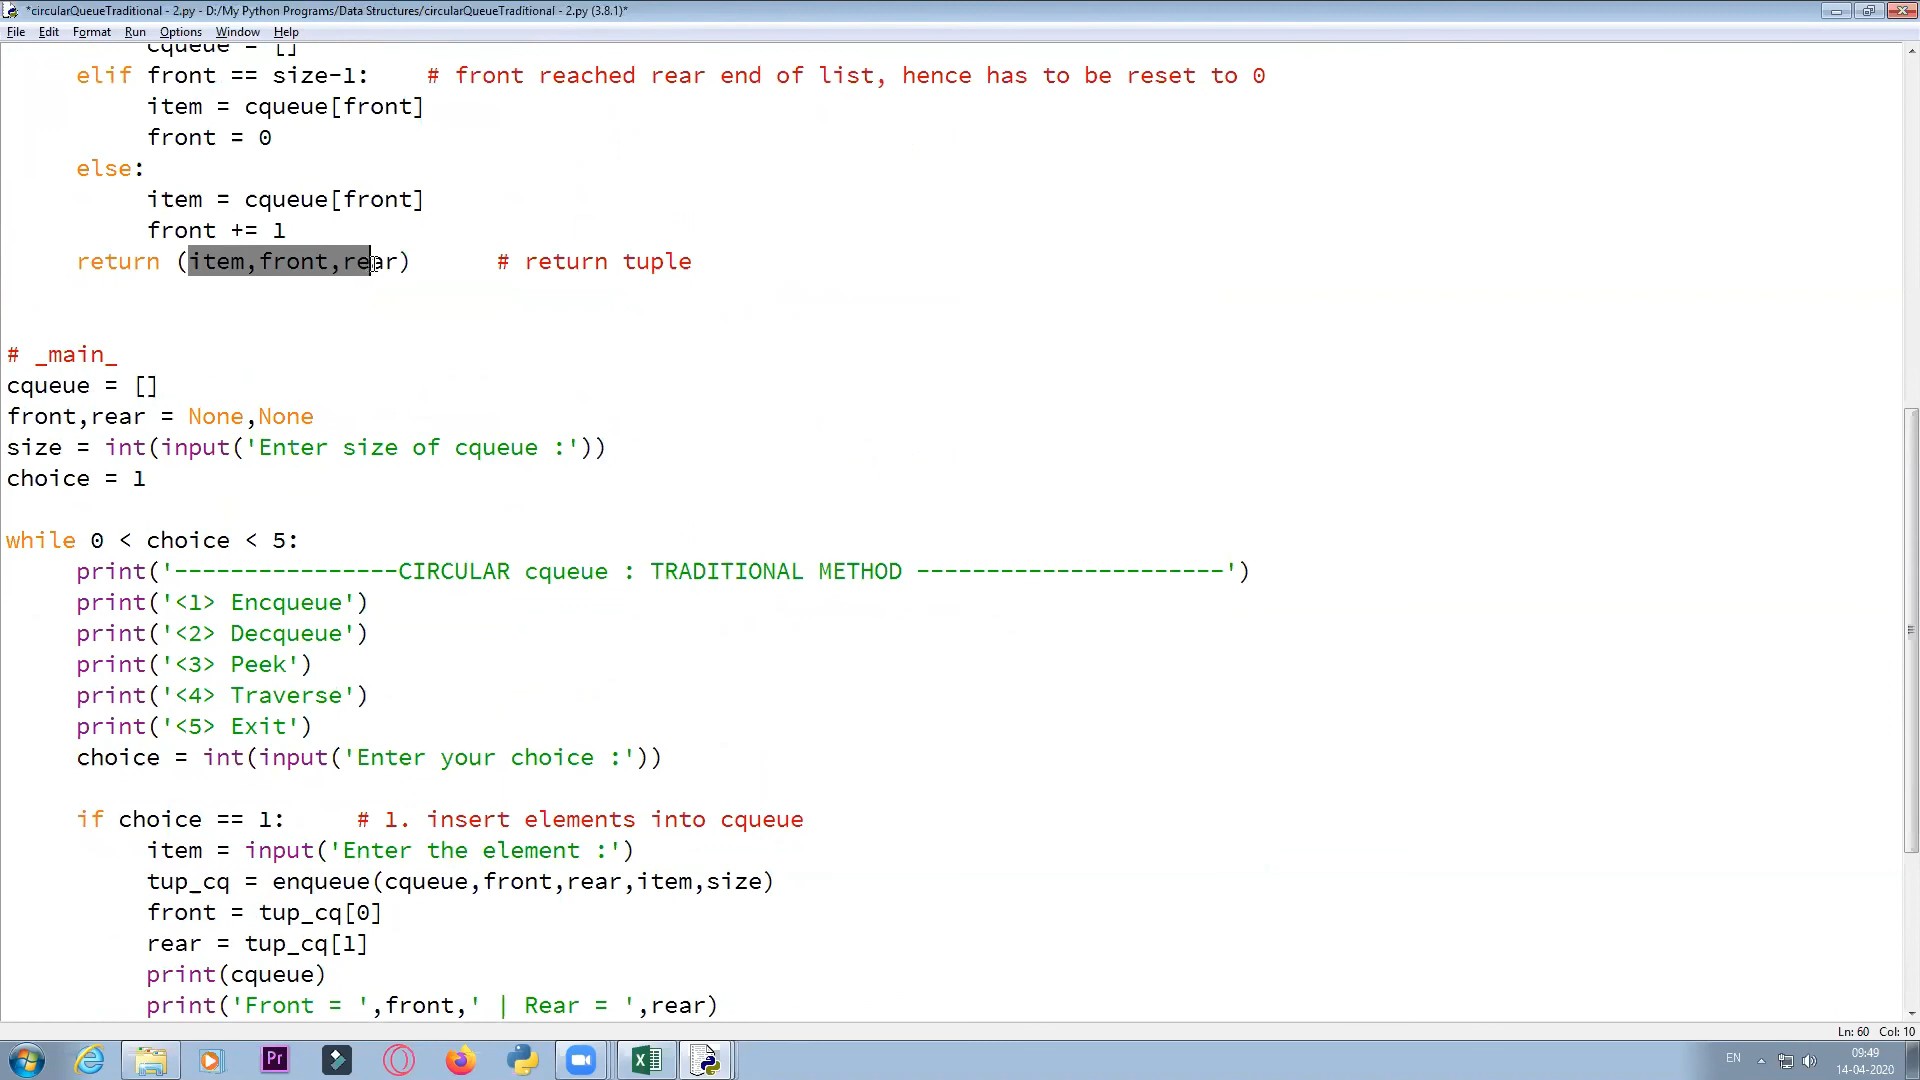 *circularQueueTraditional - 2.py - D:/My Python Programs/Data Structures/circularQueueTraditional - 2.py (3.8.1)*
File Edit Format Run Options Window Help
cqueue = []
elif front == size-1: # front reached rear end of list, hence has to be reset to 0
item = cqueue[front]
front = 0
else:
item = cqueue[front]
front += 1
return (item,front,rear) # return tuple
# _main_
cqueue = []
front,rear = None,None
size = int(input('Enter size of cqueue :'))
choice = 1
while 0 < choice < 5:
print('----------------CIRCULAR cqueue : TRADITIONAL METHOD ----------------------')
print('<1> Encqueue')
print('<2> Decqueue')
print('<3> Peek')
print('<4> Traverse')
print('<5> Exit')
choice = int(input('Enter your choice :'))
if choice == 1: # 1. insert elements into cqueue
item = input('Enter the element :')
tup_cq = enqueue(cqueue,front,rear,item,size)
front = tup_cq[0]
rear = tup_cq[1]
print(cqueue)
print('Front = ',front,' | Rear = ',rear)
Ln: 60 Col: 10
Pr
EN
09:49
14-04-2020